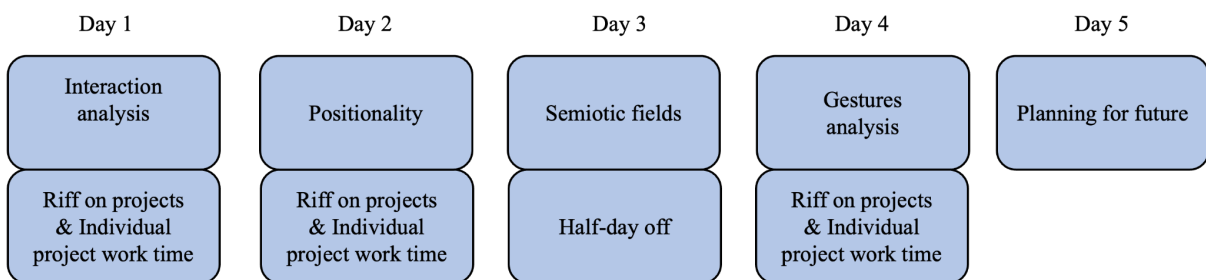 Day 1
Day 2
Day 3
Day 4
Day 5
Interaction
analysis
Positionality
Semiotic fields
Gestures
analysis
Planning for future
Riff on projects
& Individual
project work time
Riff on projects
& Individual
project work time
Half-day off
Riff on projects
& Individual
project work time